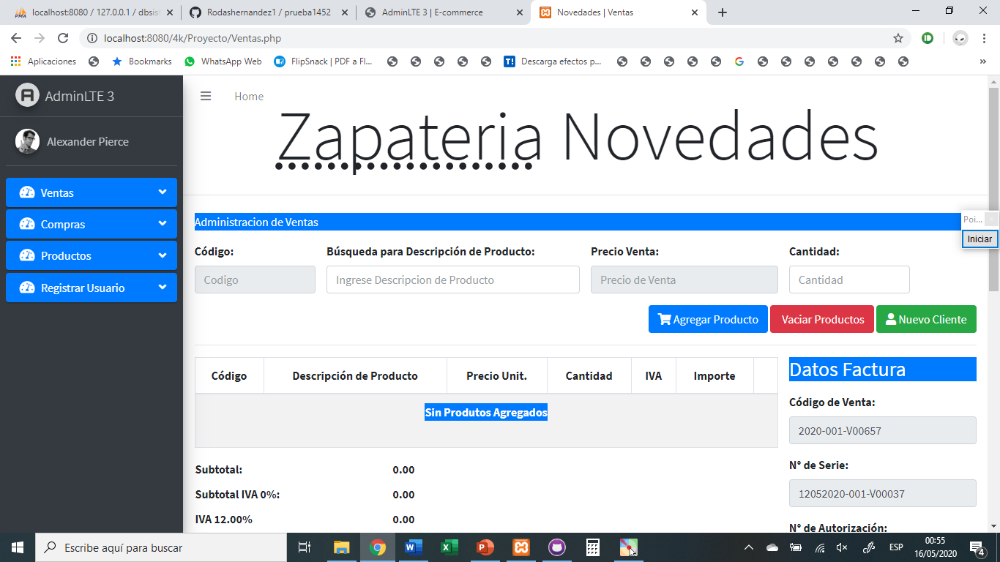 localhost:8080 / 127.0.0.1 / dbsist
Rodashernandez1 / prueba1452
AdminLTE 3 | E-commerce
Novedades | Ventas
localhost:8080/4k/Proyecto/Ventas.php
Aplicaciones
Bookmarks
WhatsApp Web
FlipSnack | PDF a Fl...
T!
Descarga efectos p...
AdminLTE 3
Home
Zapateria Novedades
Alexander Pierce
Ventas
Compras
Productos
Registrar Usuario
Administracion de Ventas
Poi...
Iniciar
Código:
Búsqueda para Descripción de Producto:
Precio Venta:
Cantidad:
Codigo
Ingrese Descripcion de Producto
Precio de Venta
Cantidad
Agregar Producto
Vaciar Productos
Nuevo Cliente
Código
Descripción de Producto
Precio Unit.
Cantidad
IVA
Importe
Sin Produtos Agregados
Subtotal: 0.00
Subtotal IVA 0%: 0.00
IVA 12.00% 0.00
Datos Factura
Código de Venta:
2020-001-V00657
N° de Serie:
12052020-001-V00037
N° de Autorización:
Escribe aquí para buscar
ESP
00:55
16/05/2020
4